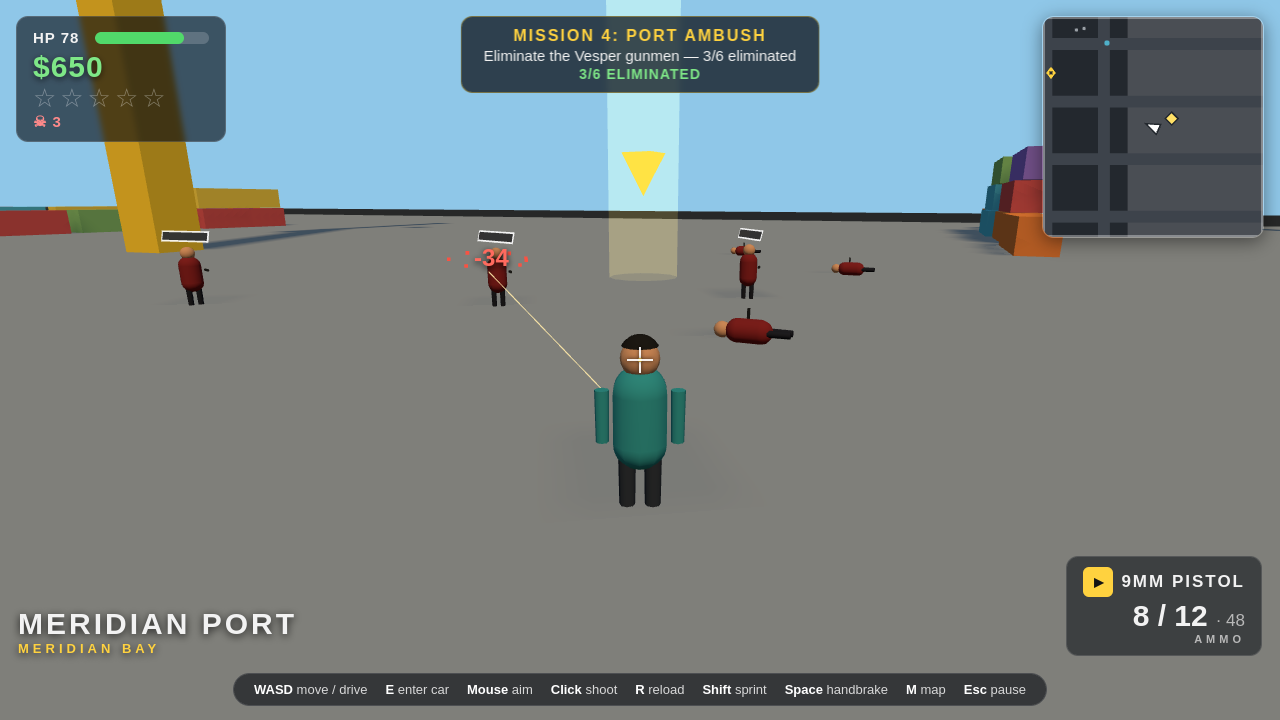 HP 78
$650
☠ 3
MISSION 4: PORT AMBUSH
Eliminate the Vesper gunmen — 3/6 eliminated
3/6 ELIMINATED
-34
9MM PISTOL
8 / 12 · 48
AMMO
MERIDIAN PORT
MERIDIAN BAY
WASD move / drive E enter car Mouse aim Click shoot R reload Shift sprint Space handbrake M map Esc pause